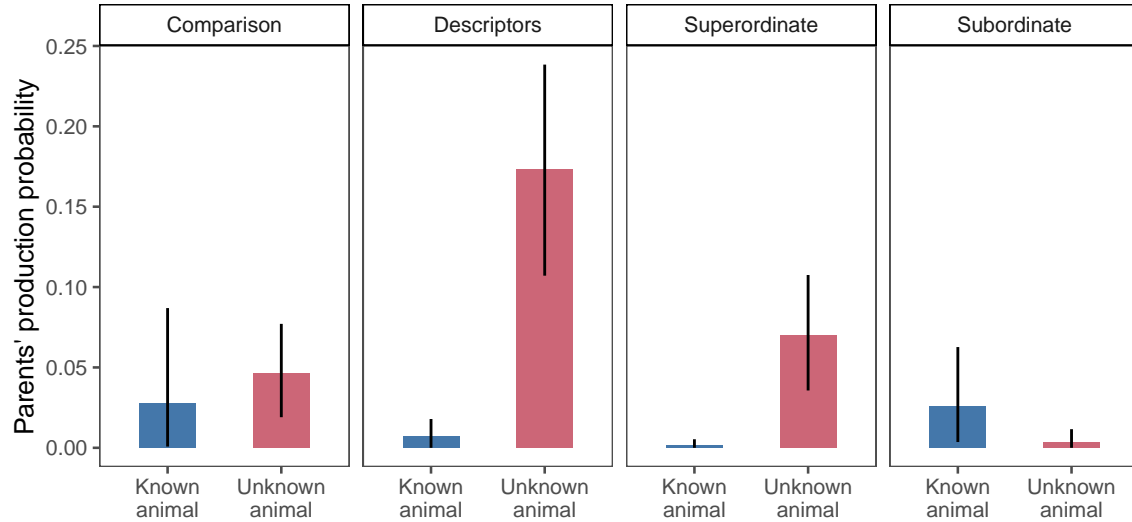 Comparison
Descriptors
Superordinate
Subordinate
Parents' production probability
0.25
0.20
0.15
0.10
0.05
0.00
Known
animal
Unknown
animal
Known
animal
Unknown
animal
Known
animal
Unknown
animal
Known
animal
Unknown
animal